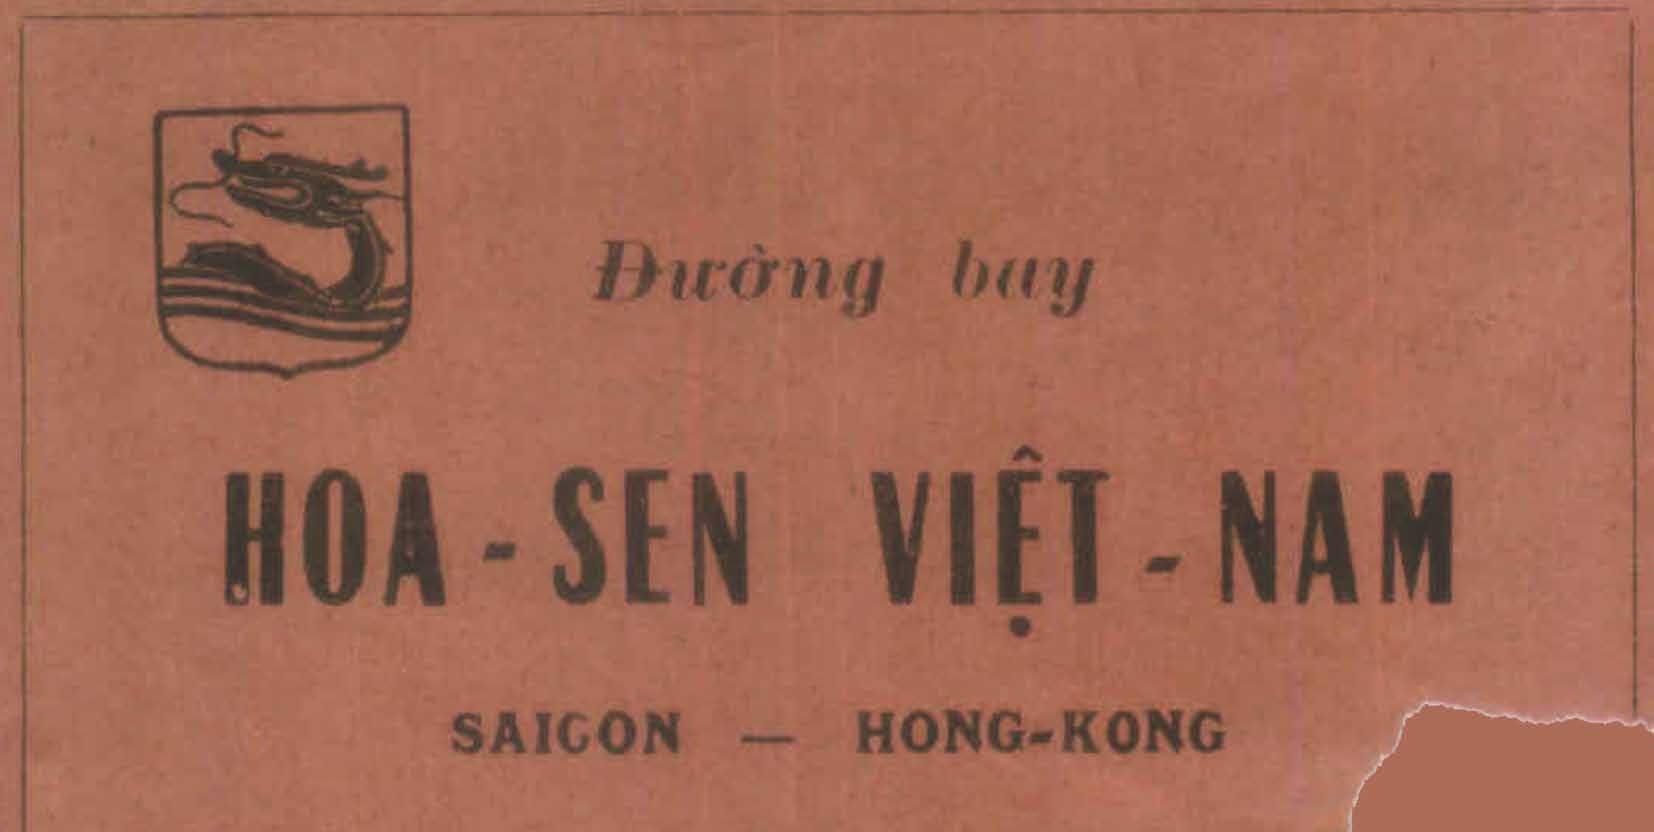 Đường bay
HOA-SEN VIỆT-NAM
SAIGON — HONG-KONG